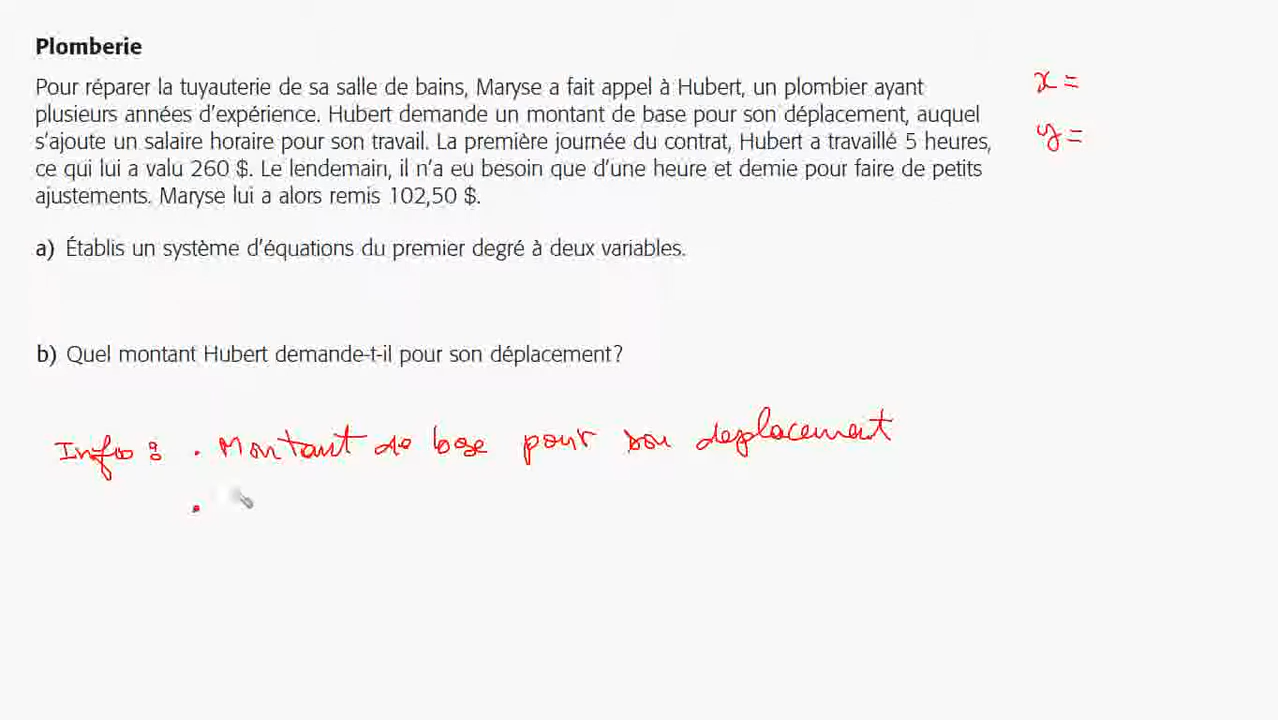 Plomberie
Pour réparer la tuyauterie de sa salle de bains, Maryse a fait appel à Hubert, un plombier ayant
plusieurs années d'expérience. Hubert demande un montant de base pour son déplacement, auquel
s'ajoute un salaire horaire pour son travail. La première journée du contrat, Hubert a travaillé 5 heures,
ce qui lui a valu 260 $. Le lendemain, il n'a eu besoin que d'une heure et demie pour faire de petits
ajustements. Maryse lui a alors remis 102,50 $.
x =
y =
a) Établis un système d'équations du premier degré à deux variables.
b) Quel montant Hubert demande-t-il pour son déplacement?
Info : . Montant de base pour son deplacement
.